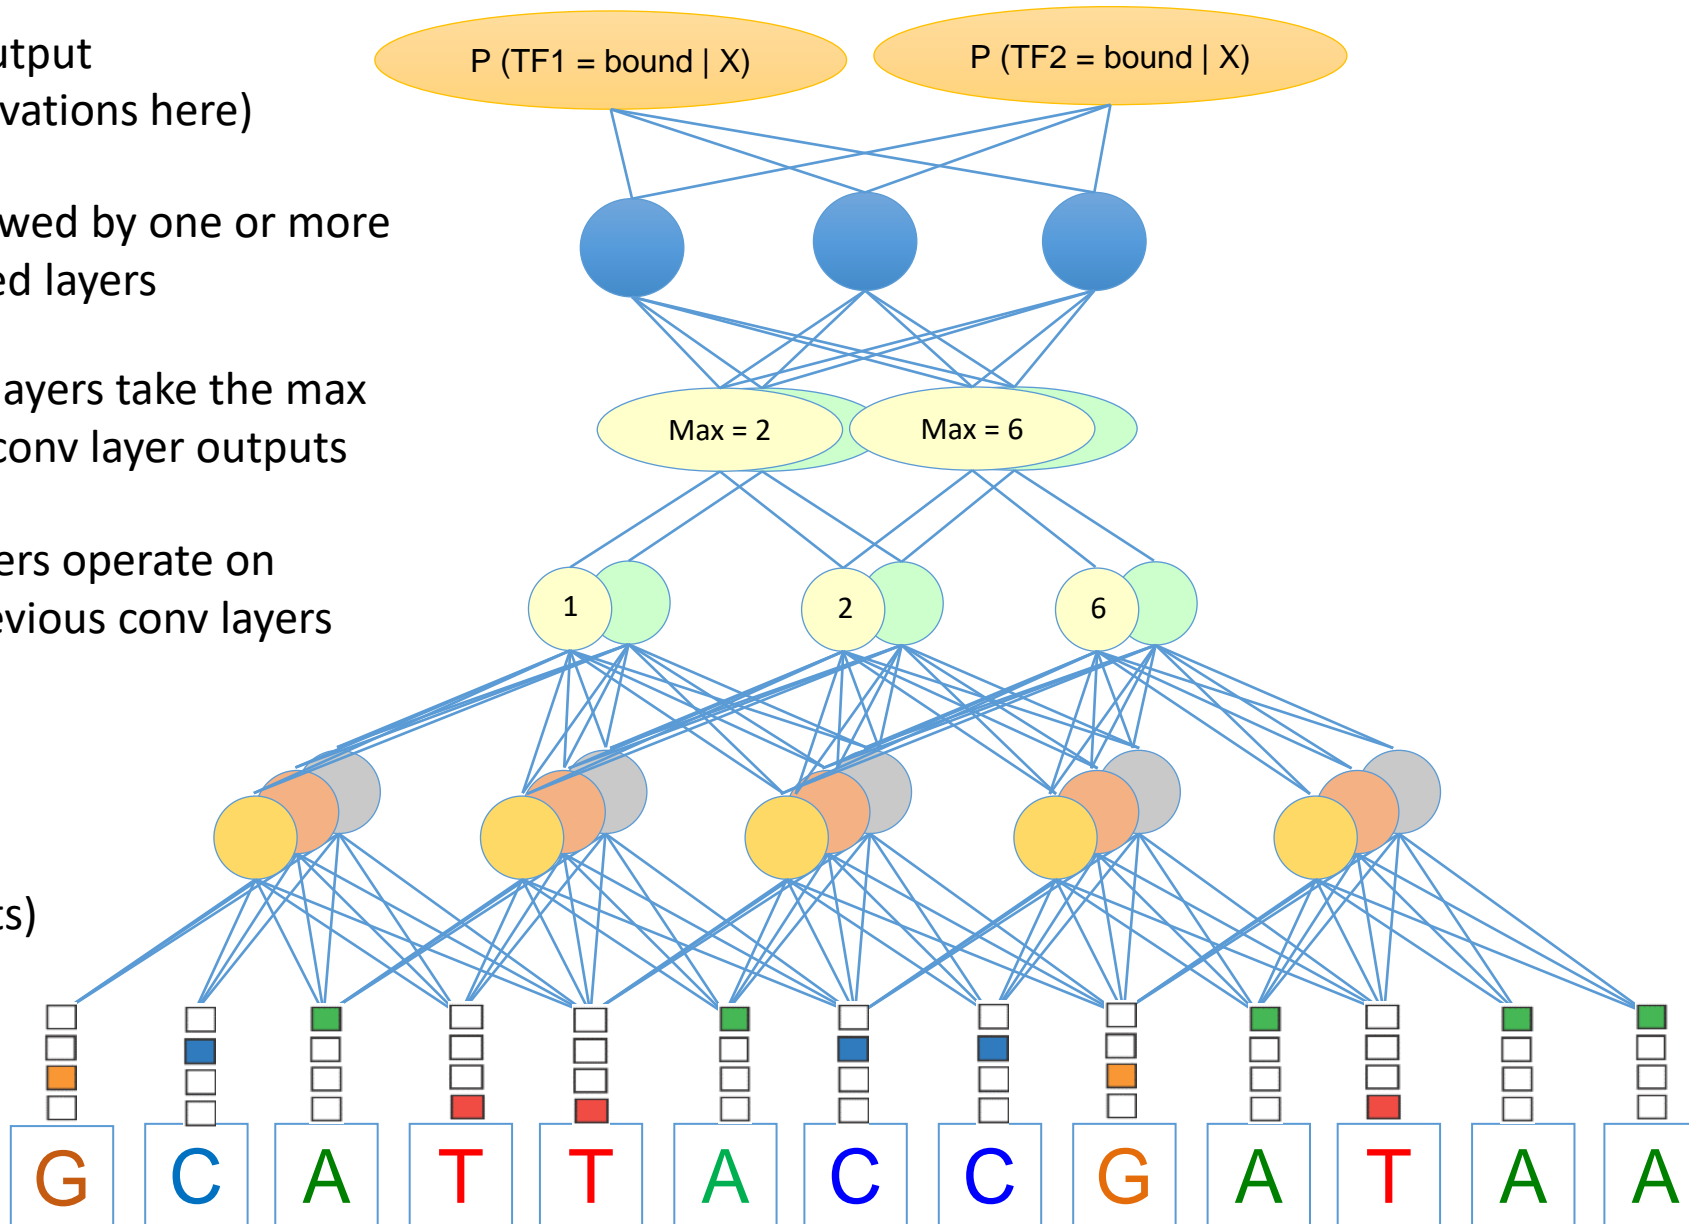 utput
vations here)
P (TF1 = bound | X)
P (TF2 = bound | X)
wed by one or more
ed layers
ayers take the max
conv layer outputs
Max = 2
Max = 6
ers operate on
evious conv layers
1
2
6
ts)
G C A T T A C C G A T A A